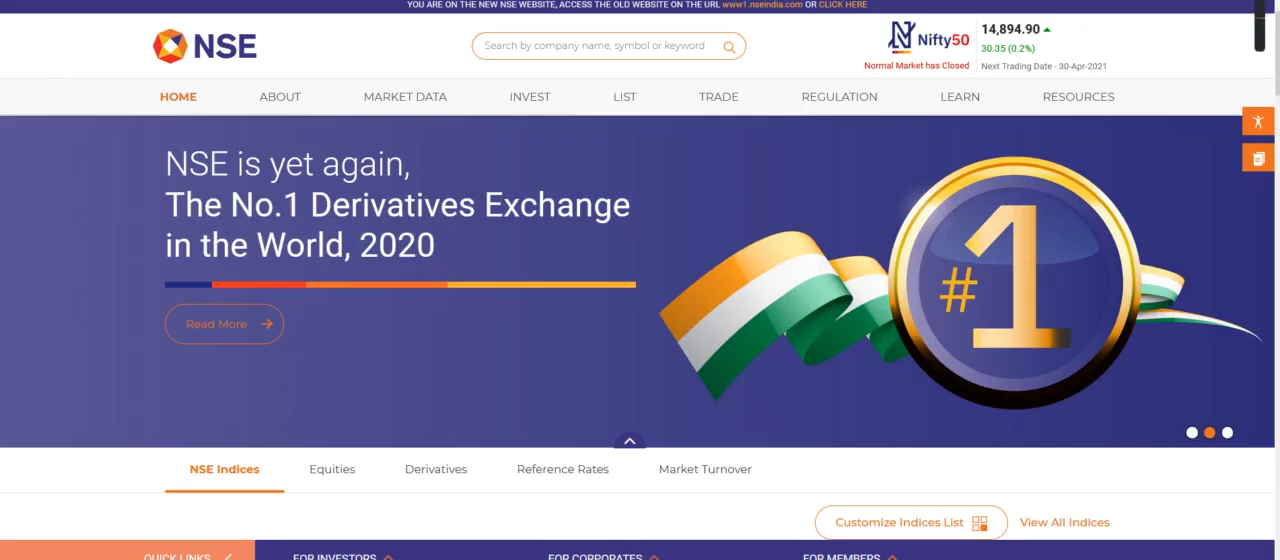 YOU ARE ON THE NEW NSE WEBSITE, ACCESS THE OLD WEBSITE ON THE URL www1.nseindia.com OR CLICK HERE
NSE
Search by company name, symbol or keyword
Nifty50
14,894.90
30.35 (0.2%)
Normal Market has Closed
Next Trading Date - 30-Apr-2021
HOME ABOUT MARKET DATA INVEST LIST TRADE REGULATION LEARN RESOURCES
NSE is yet again,
The No.1 Derivatives Exchange
in the World, 2020
Read More
#1
NSE Indices Equities Derivatives Reference Rates Market Turnover
Customize Indices List View All Indices
QUICK LINKS FOR INVESTORS FOR CORPORATES FOR MEMBERS